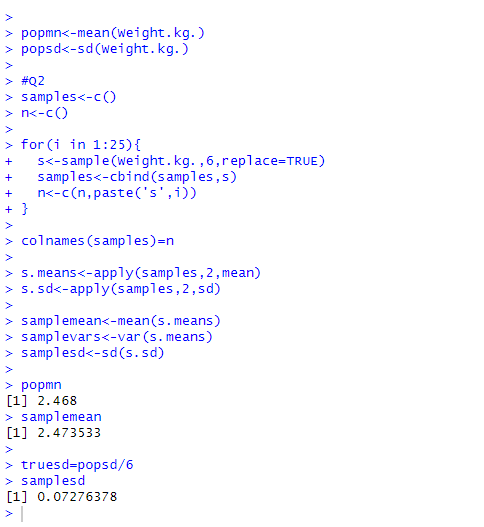 >
> popmn<-mean(weight.kg.)
> popsd<-sd(weight.kg.)
>
> #Q2
> samples<-c()
> n<-c()
>
> for(i in 1:25){
+   s<-sample(weight.kg.,6,replace=TRUE)
+   samples<-cbind(samples,s)
+   n<-c(n,paste('s',i))
+ }
>
> colnames(samples)=n
>
> s.means<-apply(samples,2,mean)
> s.sd<-apply(samples,2,sd)
>
> samplemean<-mean(s.means)
> samplevars<-var(s.means)
> samplesd<-sd(s.sd)
>
> popmn
[1] 2.468
> samplemean
[1] 2.473533
>
> truesd=popsd/6
> samplesd
[1] 0.07276378
>